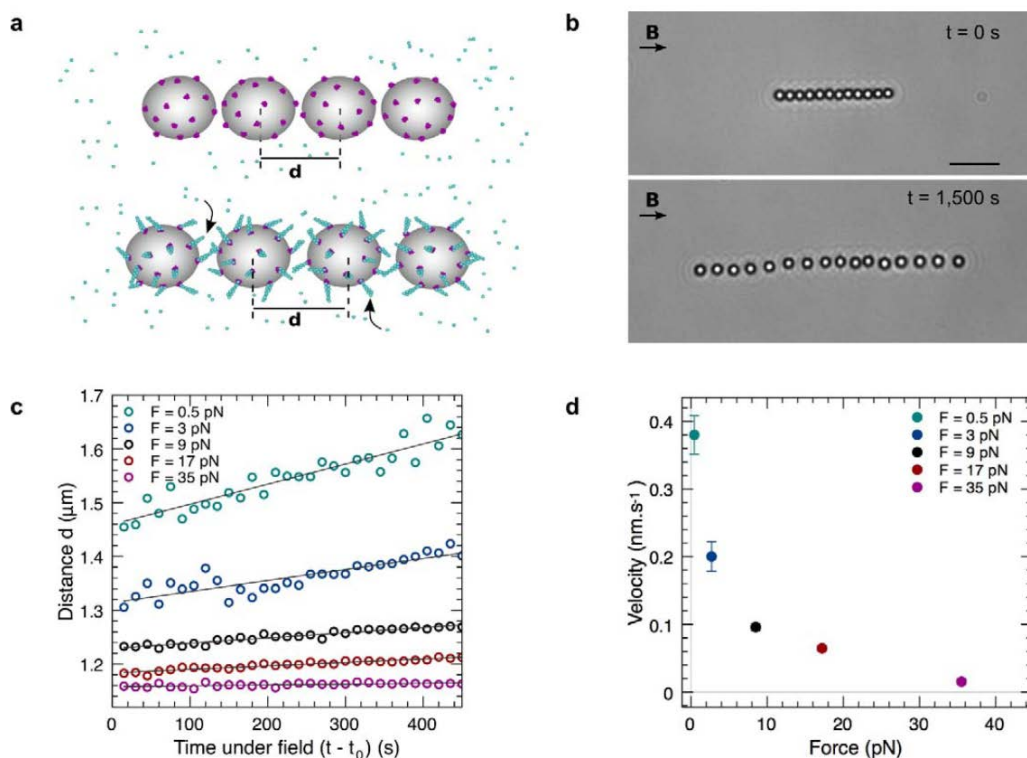 a
d
d
b
B
t = 0 s
B
t = 1,500 s
c
1.7
1.6
1.5
1.4
1.3
1.2
Distance d (µm)
F = 0.5 pN
F = 3 pN
F = 9 pN
F = 17 pN
F = 35 pN
0 100 200 300 400
Time under field (t - t₀) (s)
d
0.4
0.3
0.2
0.1
0
Velocity (nm.s⁻¹)
F = 0.5 pN
F = 3 pN
F = 9 pN
F = 17 pN
F = 35 pN
0 10 20 30 40
Force (pN)